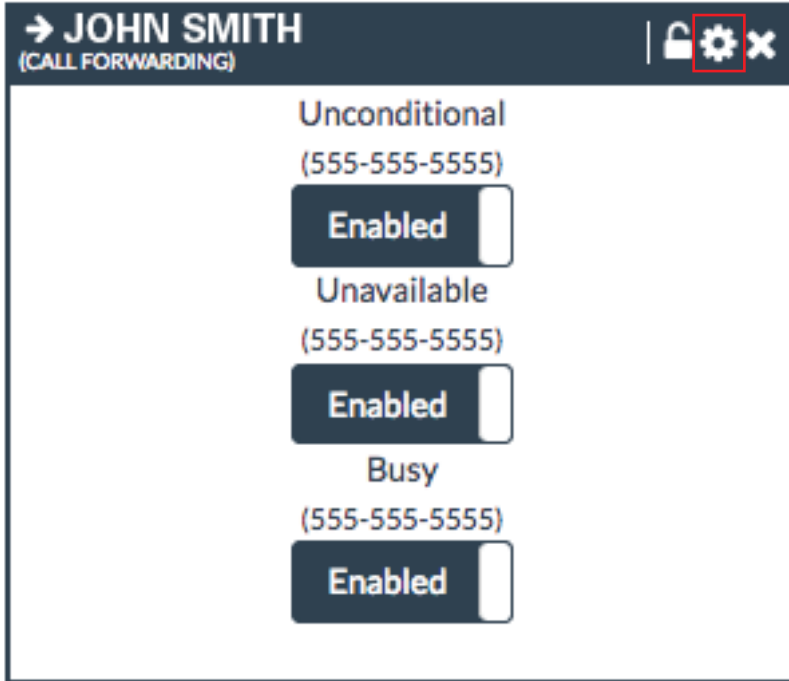 JOHN SMITH
(CALL FORWARDING)
Unconditional
(555-555-5555)
Enabled
Unavailable
(555-555-5555)
Enabled
Busy
(555-555-5555)
Enabled